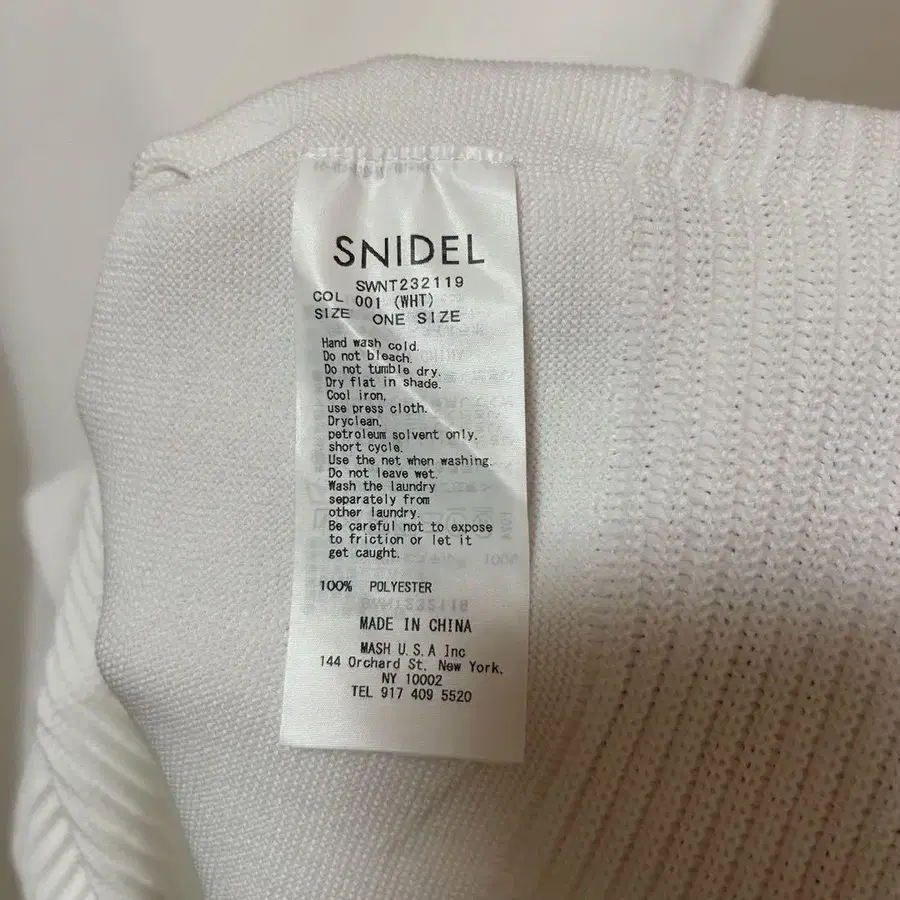 SNIDEL
SWNT232119
COL 001 (WHT)
SIZE ONE SIZE
Hand wash cold.
Do not bleach.
Do not tumble dry.
Dry flat in shade.
Cool iron,
use press cloth.
Dryclean,
petroleum solvent only.
short cycle.
Use the net when washing.
Do not leave wet.
Wash the laundry
separately from
other laundry.
Be careful not to expose
to friction or let it
get caught.
100% POLYESTER
MADE IN CHINA
MASH U.S.A Inc
144 Orchard St, New York,
NY 10002
TEL 917 409 5520